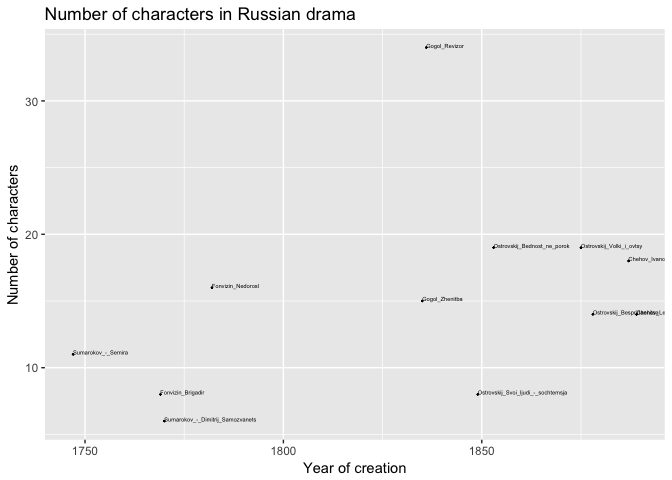 Number of characters in Russian drama
Number of characters
30
20
10
Gogol_Revizor
Ostrovskij_Bednost_ne_porok
Ostrovskij_Volki_i_ovtsy
Chehov_Ivano
Fonvizin_Nedorosl
Gogol_Zhenitba
Sumarokov_-_Semira
Fonvizin_Brigadir
Ostrovskij_Svoi_ljudi_-_sochtemsja
Sumarokov_-_Dimitrij_Samozvanets
1750
1800
1850
Year of creation